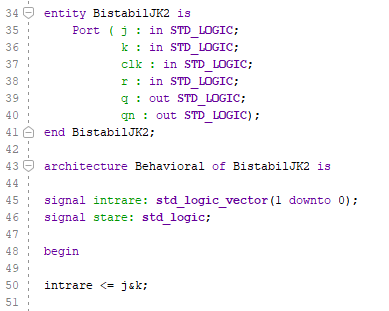 34 entity BistabilJK2 is
35     Port ( j : in STD_LOGIC;
36            k : in STD_LOGIC;
37            clk : in STD_LOGIC;
38            r : in STD_LOGIC;
39            q : out STD_LOGIC;
40            qn : out STD_LOGIC);
41 end BistabilJK2;
42
43 architecture Behavioral of BistabilJK2 is
44
45 signal intrare: std_logic_vector(1 downto 0);
46 signal stare: std_logic;
47
48 begin
49
50 intrare <= j&k;
51